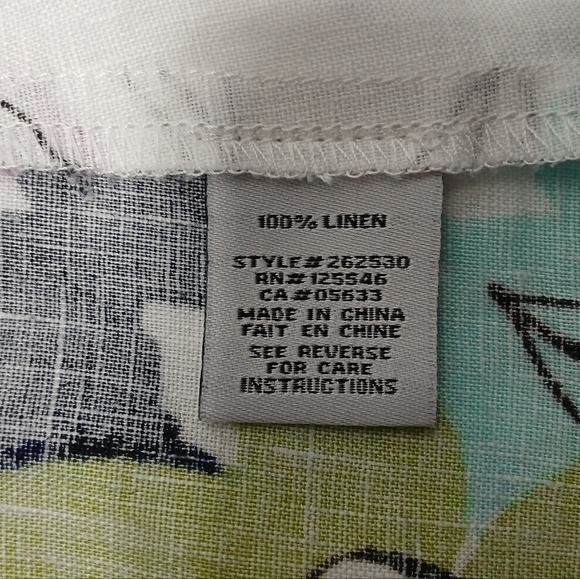 100% LINEN
STYLE# 262530
RN# 125546
CA# 05633
MADE IN CHINA
FAIT EN CHINE
SEE REVERSE
FOR CARE
INSTRUCTIONS